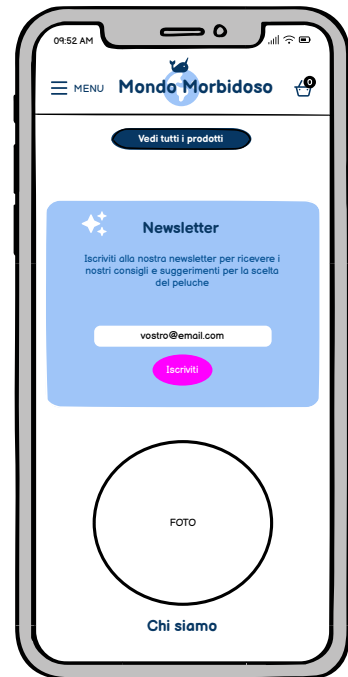 09:52 AM
MENU
Mondo Morbidoso
0
Vedi tutti i prodotti
Newsletter
Iscriviti alla nostra newsletter per ricevere i
nostri consigli e suggerimenti per la scelta
del peluche
vostro@email.com
Iscriviti
FOTO
Chi siamo